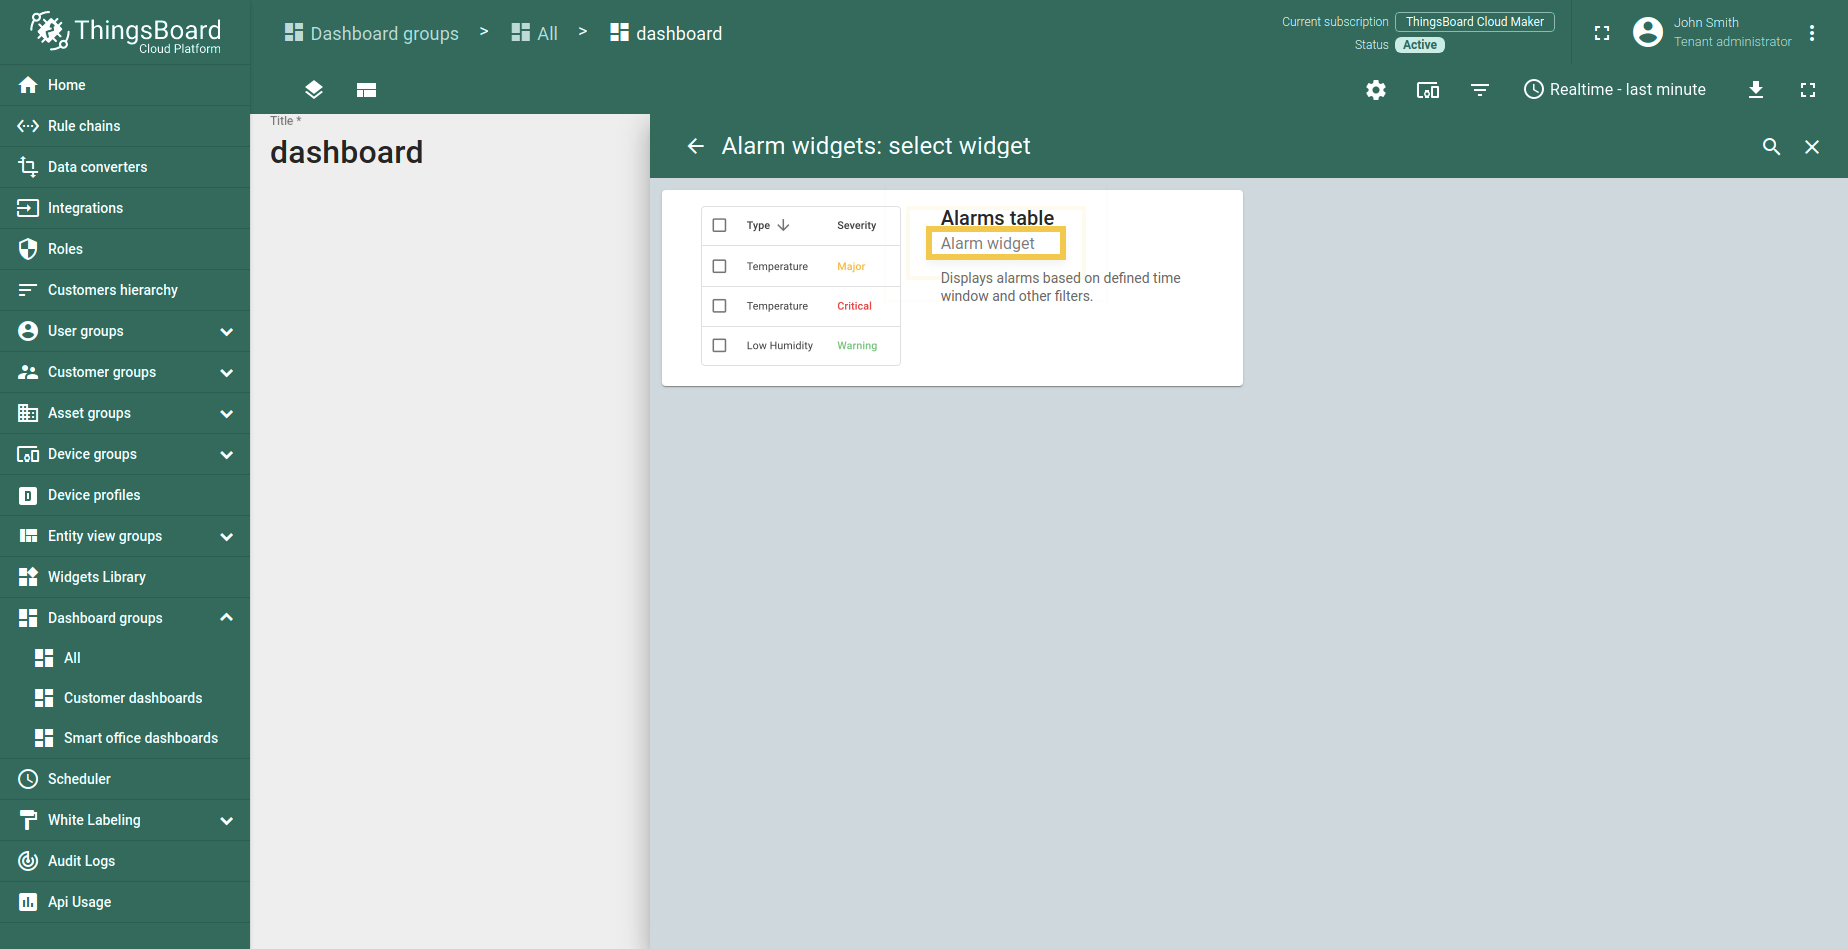 ThingsBoard
Cloud Platform
Dashboard groups > All > dashboard
Current subscription ThingsBoard Cloud Maker
Status Active
John Smith
Tenant administrator
Home
Rule chains
Data converters
Integrations
Roles
Customers hierarchy
User groups
Customer groups
Asset groups
Device groups
Device profiles
Entity view groups
Widgets Library
Dashboard groups
All
Customer dashboards
Smart office dashboards
Scheduler
White Labeling
Audit Logs
Api Usage
Realtime - last minute
Title *
dashboard
Alarm widgets: select widget
Type Severity
Temperature Major
Temperature Critical
Low Humidity Warning
Alarms table
Alarm widget
Displays alarms based on defined time
window and other filters.